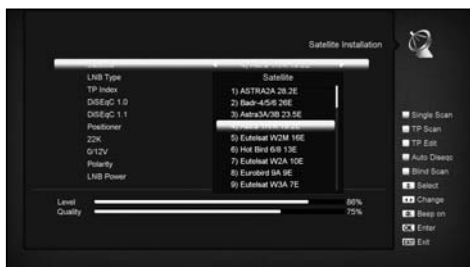 Satellite Installation
LNB Type
TP Index
DiSEqC 1.0
DiSEqC 1.1
Positioner
22K
0/12V
Polarity
LNB Power
Satellite
1) ASTRA2A 28.2E
2) Badr-4/5/6 26E
3) Astra3A/3B 23.5E
5) Eutelsat W2M 16E
6) Hot Bird 6/8 13E
7) Eutelsat W2A 10E
8) Eurobird 9A 9E
9) Eutelsat W3A 7E
Single Scan
TP Scan
TP Edit
Auto Diseqc
Blind Scan
Select
Change
Beep on
OK Enter
EXIT Exit
Level 86%
Quality 75%